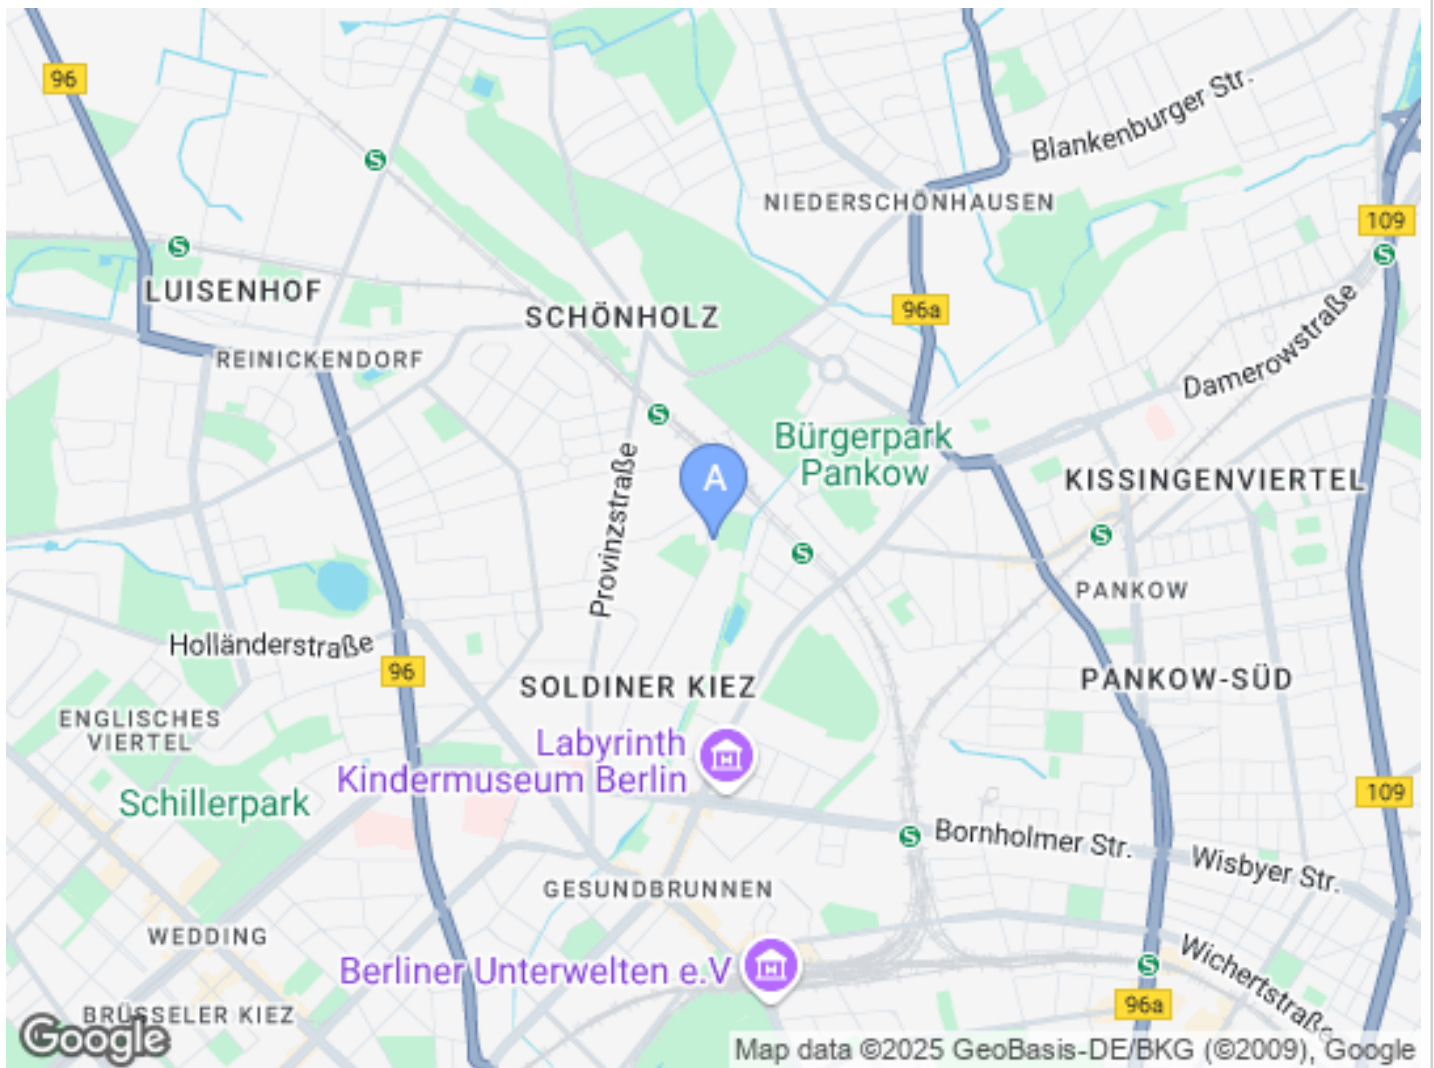 96
Blankenburger Str.
S
NIEDERSCHÖNHAUSEN
109
S
S
LUISENHOF
96a
SCHÖNHOLZ
REINICKENDORF
Damerowstraße
S
Bürgerpark
Pankow
A
KISSINGENVIERTEL
Provinzstraße
S
S
PANKOW
Holländerstraße
96
SOLDINER KIEZ
PANKOW-SÜD
ENGLISCHES
VIERTEL
Labyrinth
Kindermuseum Berlin
Schillerpark
109
S
Bornholmer Str.
Wisbyer Str.
GESUNDBRUNNEN
WEDDING
Berliner Unterwelten e.V
S
Wichertstraße
96a
BRÜSSELER KIEZ
Google
Map data ©2025 GeoBasis-DE/BKG (©2009), Google